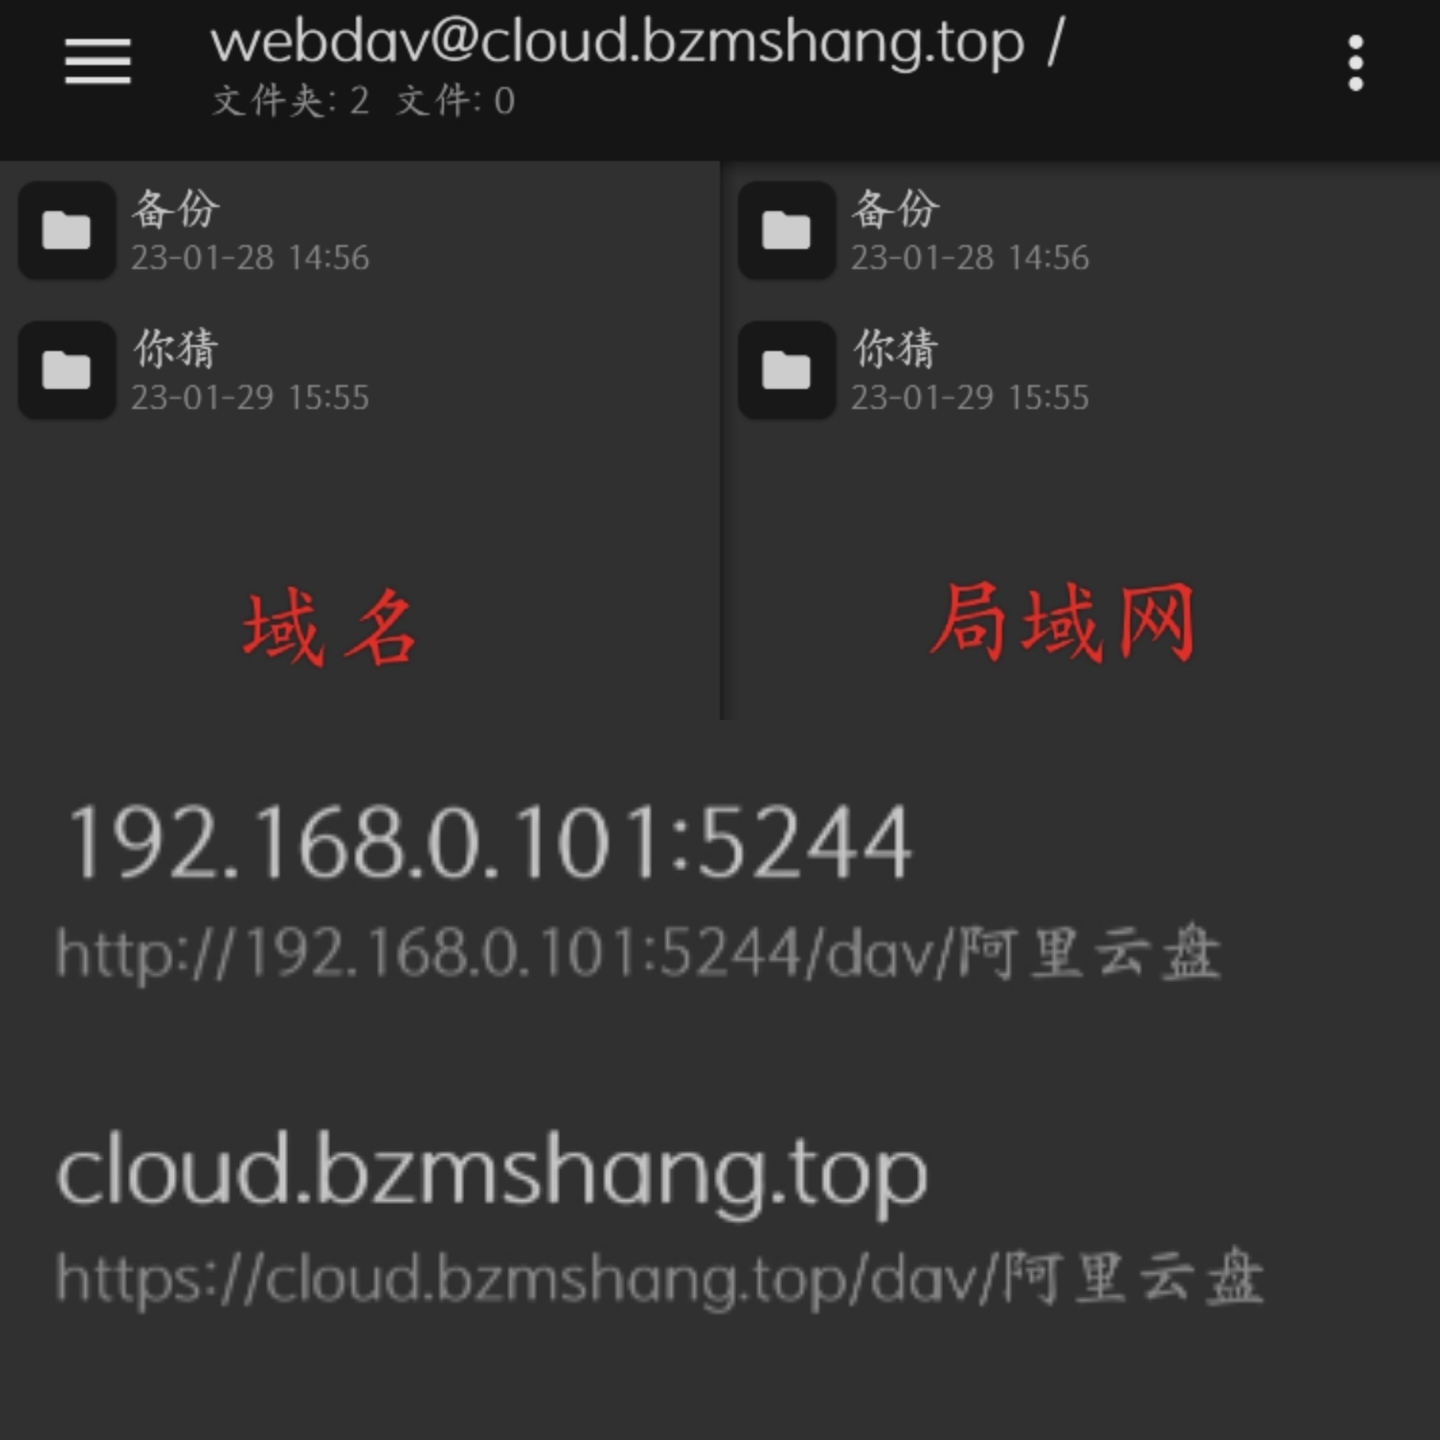 webdav@cloud.bzmshang.top /
文件夹: 2 文件: 0
备份
23-01-28 14:56
你猜
23-01-29 15:55
域名
备份
23-01-28 14:56
你猜
23-01-29 15:55
局域网
192.168.0.101:5244
http://192.168.0.101:5244/dav/阿里云盘
cloud.bzmshang.top
https://cloud.bzmshang.top/dav/阿里云盘